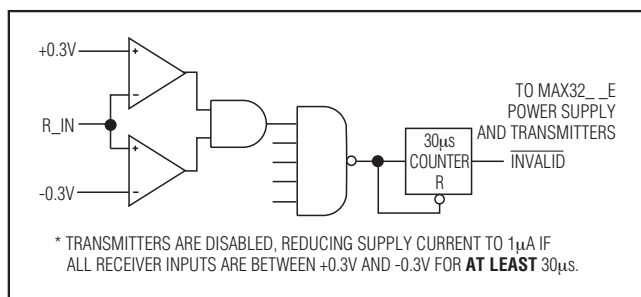 +0.3V
+
-
R_IN
+
-0.3V
-
TO MAX32_ _E
POWER SUPPLY
AND TRANSMITTERS
30μs
COUNTER
R
INVALID
* TRANSMITTERS ARE DISABLED, REDUCING SUPPLY CURRENT TO 1μA IF
ALL RECEIVER INPUTS ARE BETWEEN +0.3V AND -0.3V FOR AT LEAST 30μs.